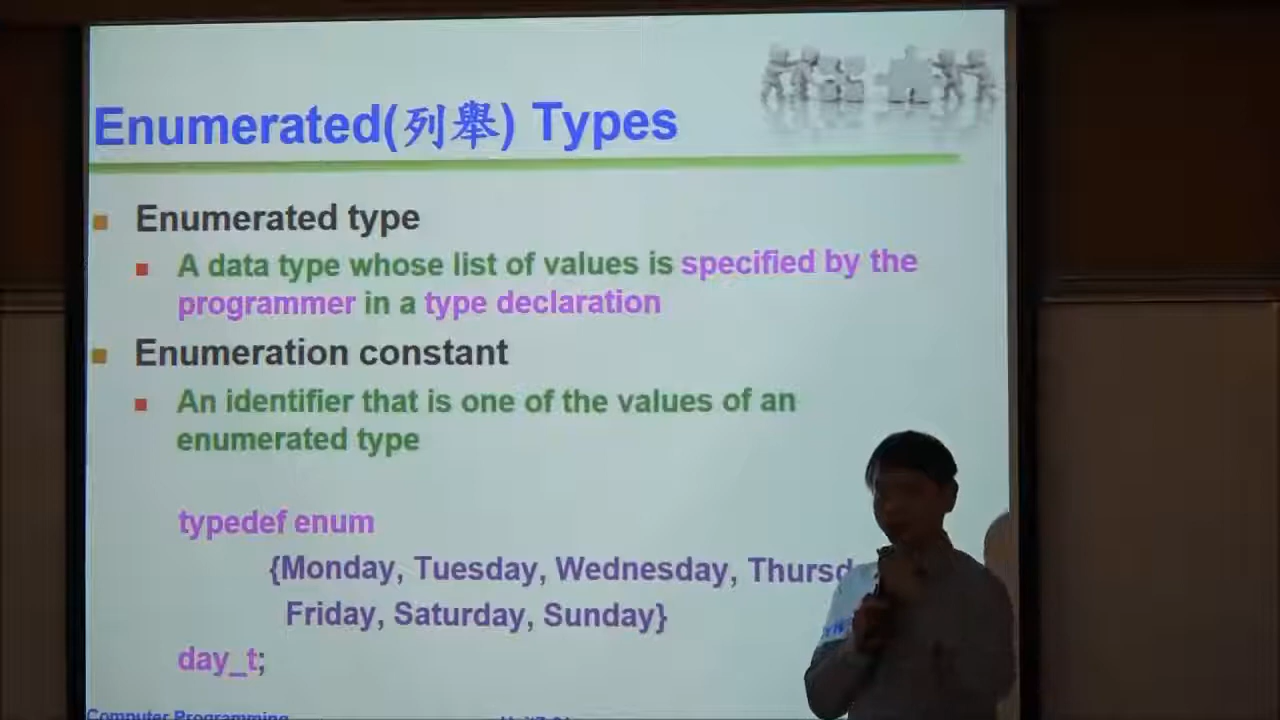 Enumerated(列舉) Types
Enumerated type
A data type whose list of values is specified by the
programmer in a type declaration
Enumeration constant
An identifier that is one of the values of an
enumerated type
typedef enum
{Monday, Tuesday, Wednesday, Thursd
Friday, Saturday, Sunday}
day_t;
Computer Programming